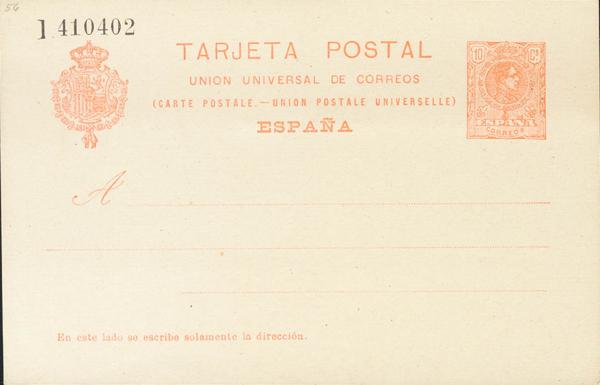 56
1,410402
TARJETA POSTAL
UNION UNIVERSAL DE CORREOS
(CARTE POSTALE.—UNION POSTALE UNIVERSELLE)
ESPAÑA
10 Cs
ESPAÑA
CORREOS
A
En este lado se escribe solamente la dirección.